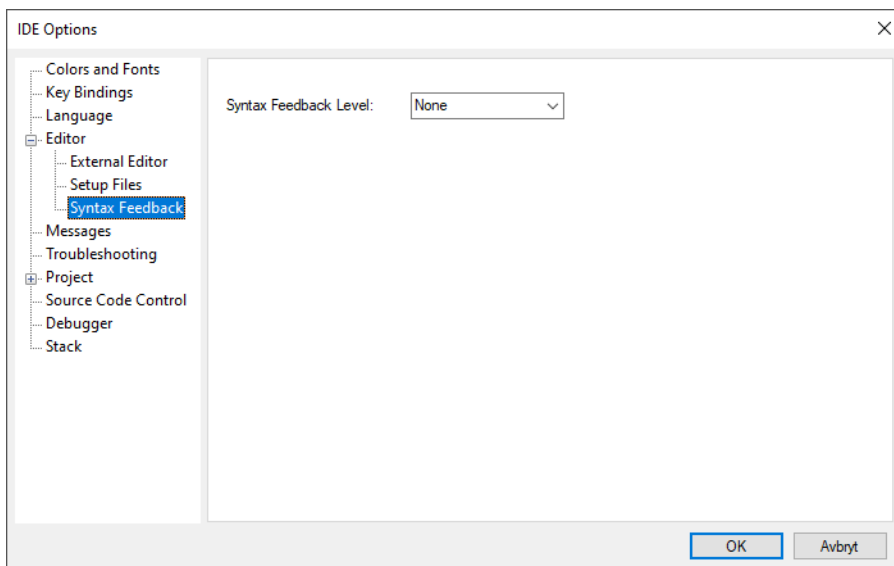 IDE Options
Colors and Fonts
Key Bindings
Language
Editor
External Editor
Setup Files
Syntax Feedback
Messages
Troubleshooting
Project
Source Code Control
Debugger
Stack
Syntax Feedback Level: None
OK Avbryt